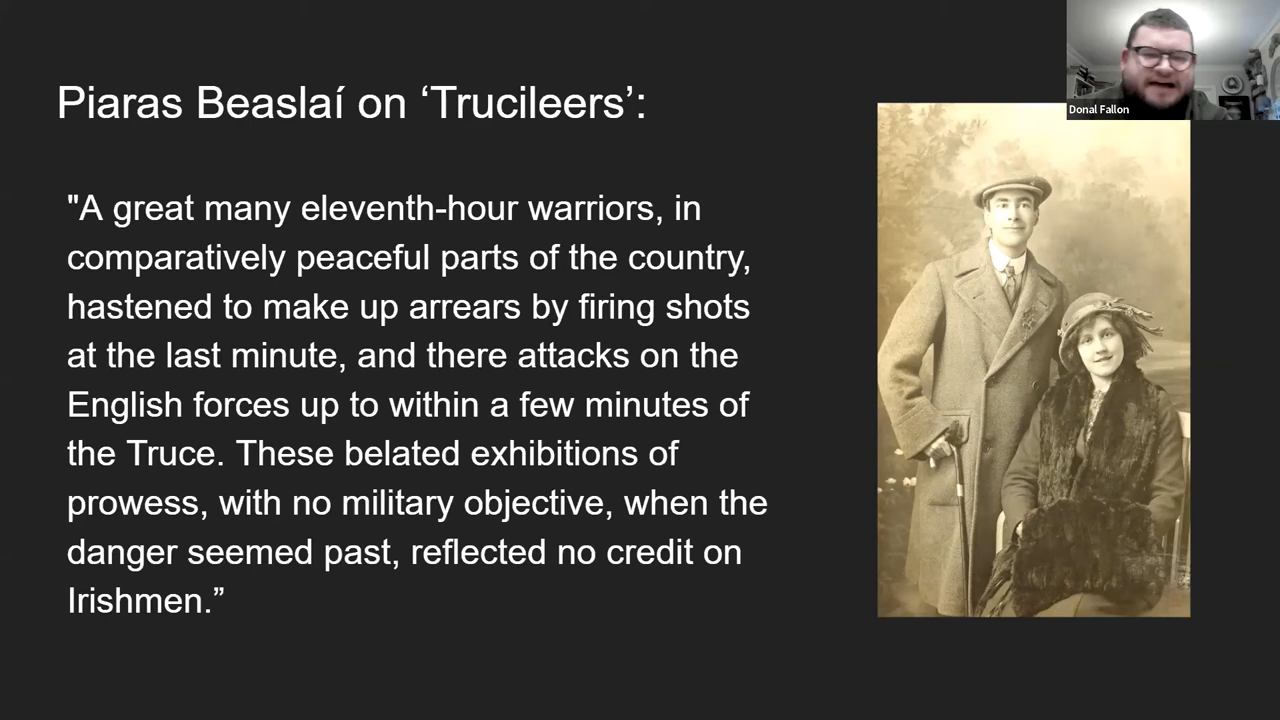 Piaras Beaslaí on ‘Trucileers’:
"A great many eleventh-hour warriors, in
comparatively peaceful parts of the country,
hastened to make up arrears by firing shots
at the last minute, and there attacks on the
English forces up to within a few minutes of
the Truce. These belated exhibitions of
prowess, with no military objective, when the
danger seemed past, reflected no credit on
Irishmen.”
Donal Fallon